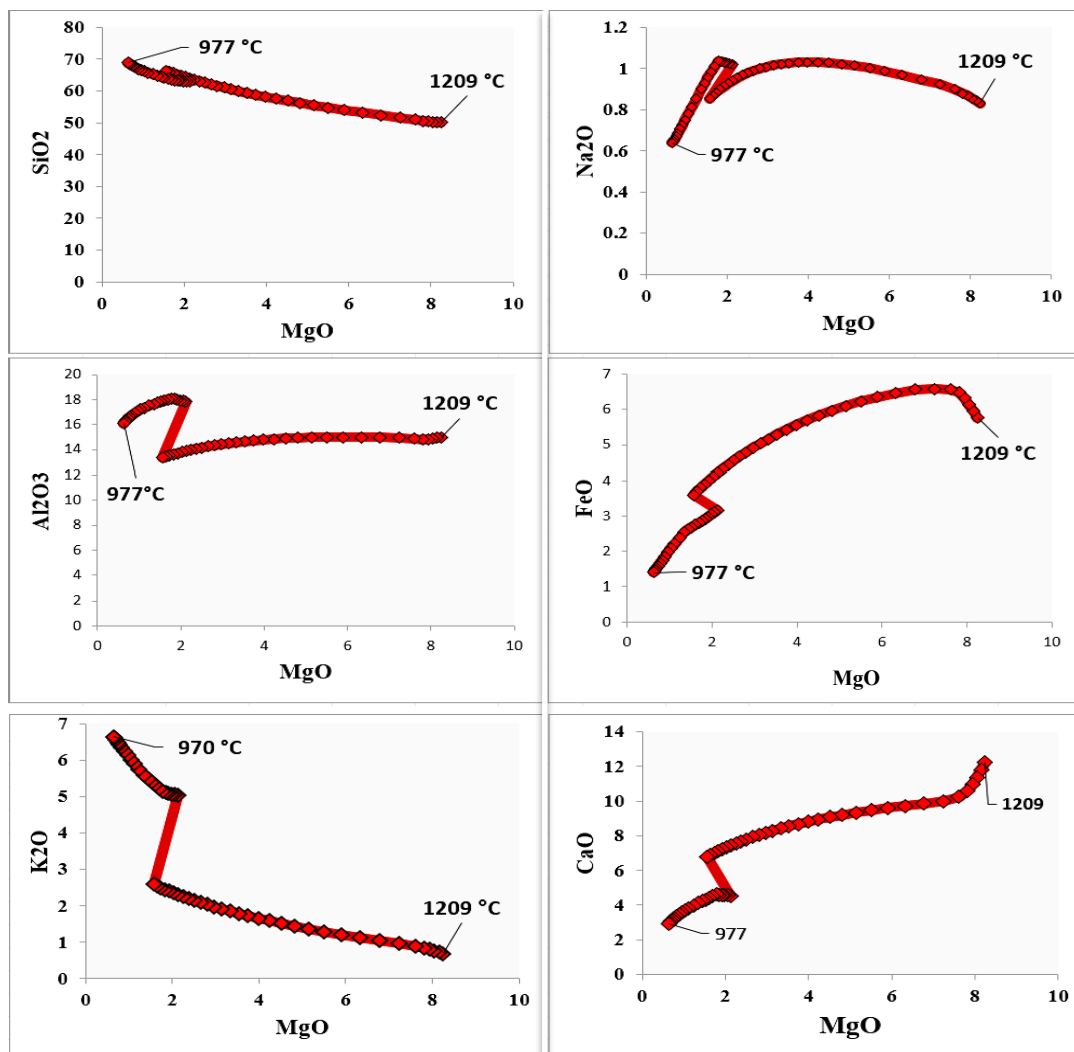 SiO2
80
70
60
50
40
30
20
10
0
977 °C
1209 °C
0 2 4 6 8 10
MgO
Na2O
1.2
1
0.8
0.6
0.4
0.2
0
977 °C
1209 °C
0 2 4 6 8 10
MgO
Al2O3
20
18
16
14
12
10
8
6
4
2
0
1209 °C
977°C
0 2 4 6 8 10
MgO
FeO
7
6
5
4
3
2
1
0
1209 °C
977 °C
0 2 4 6 8 10
MgO
K2O
7
6
5
4
3
2
1
0
970 °C
1209 °C
0 2 4 6 8 10
MgO
CaO
14
12
10
8
6
4
2
0
1209
977
0 2 4 6 8 10
MgO